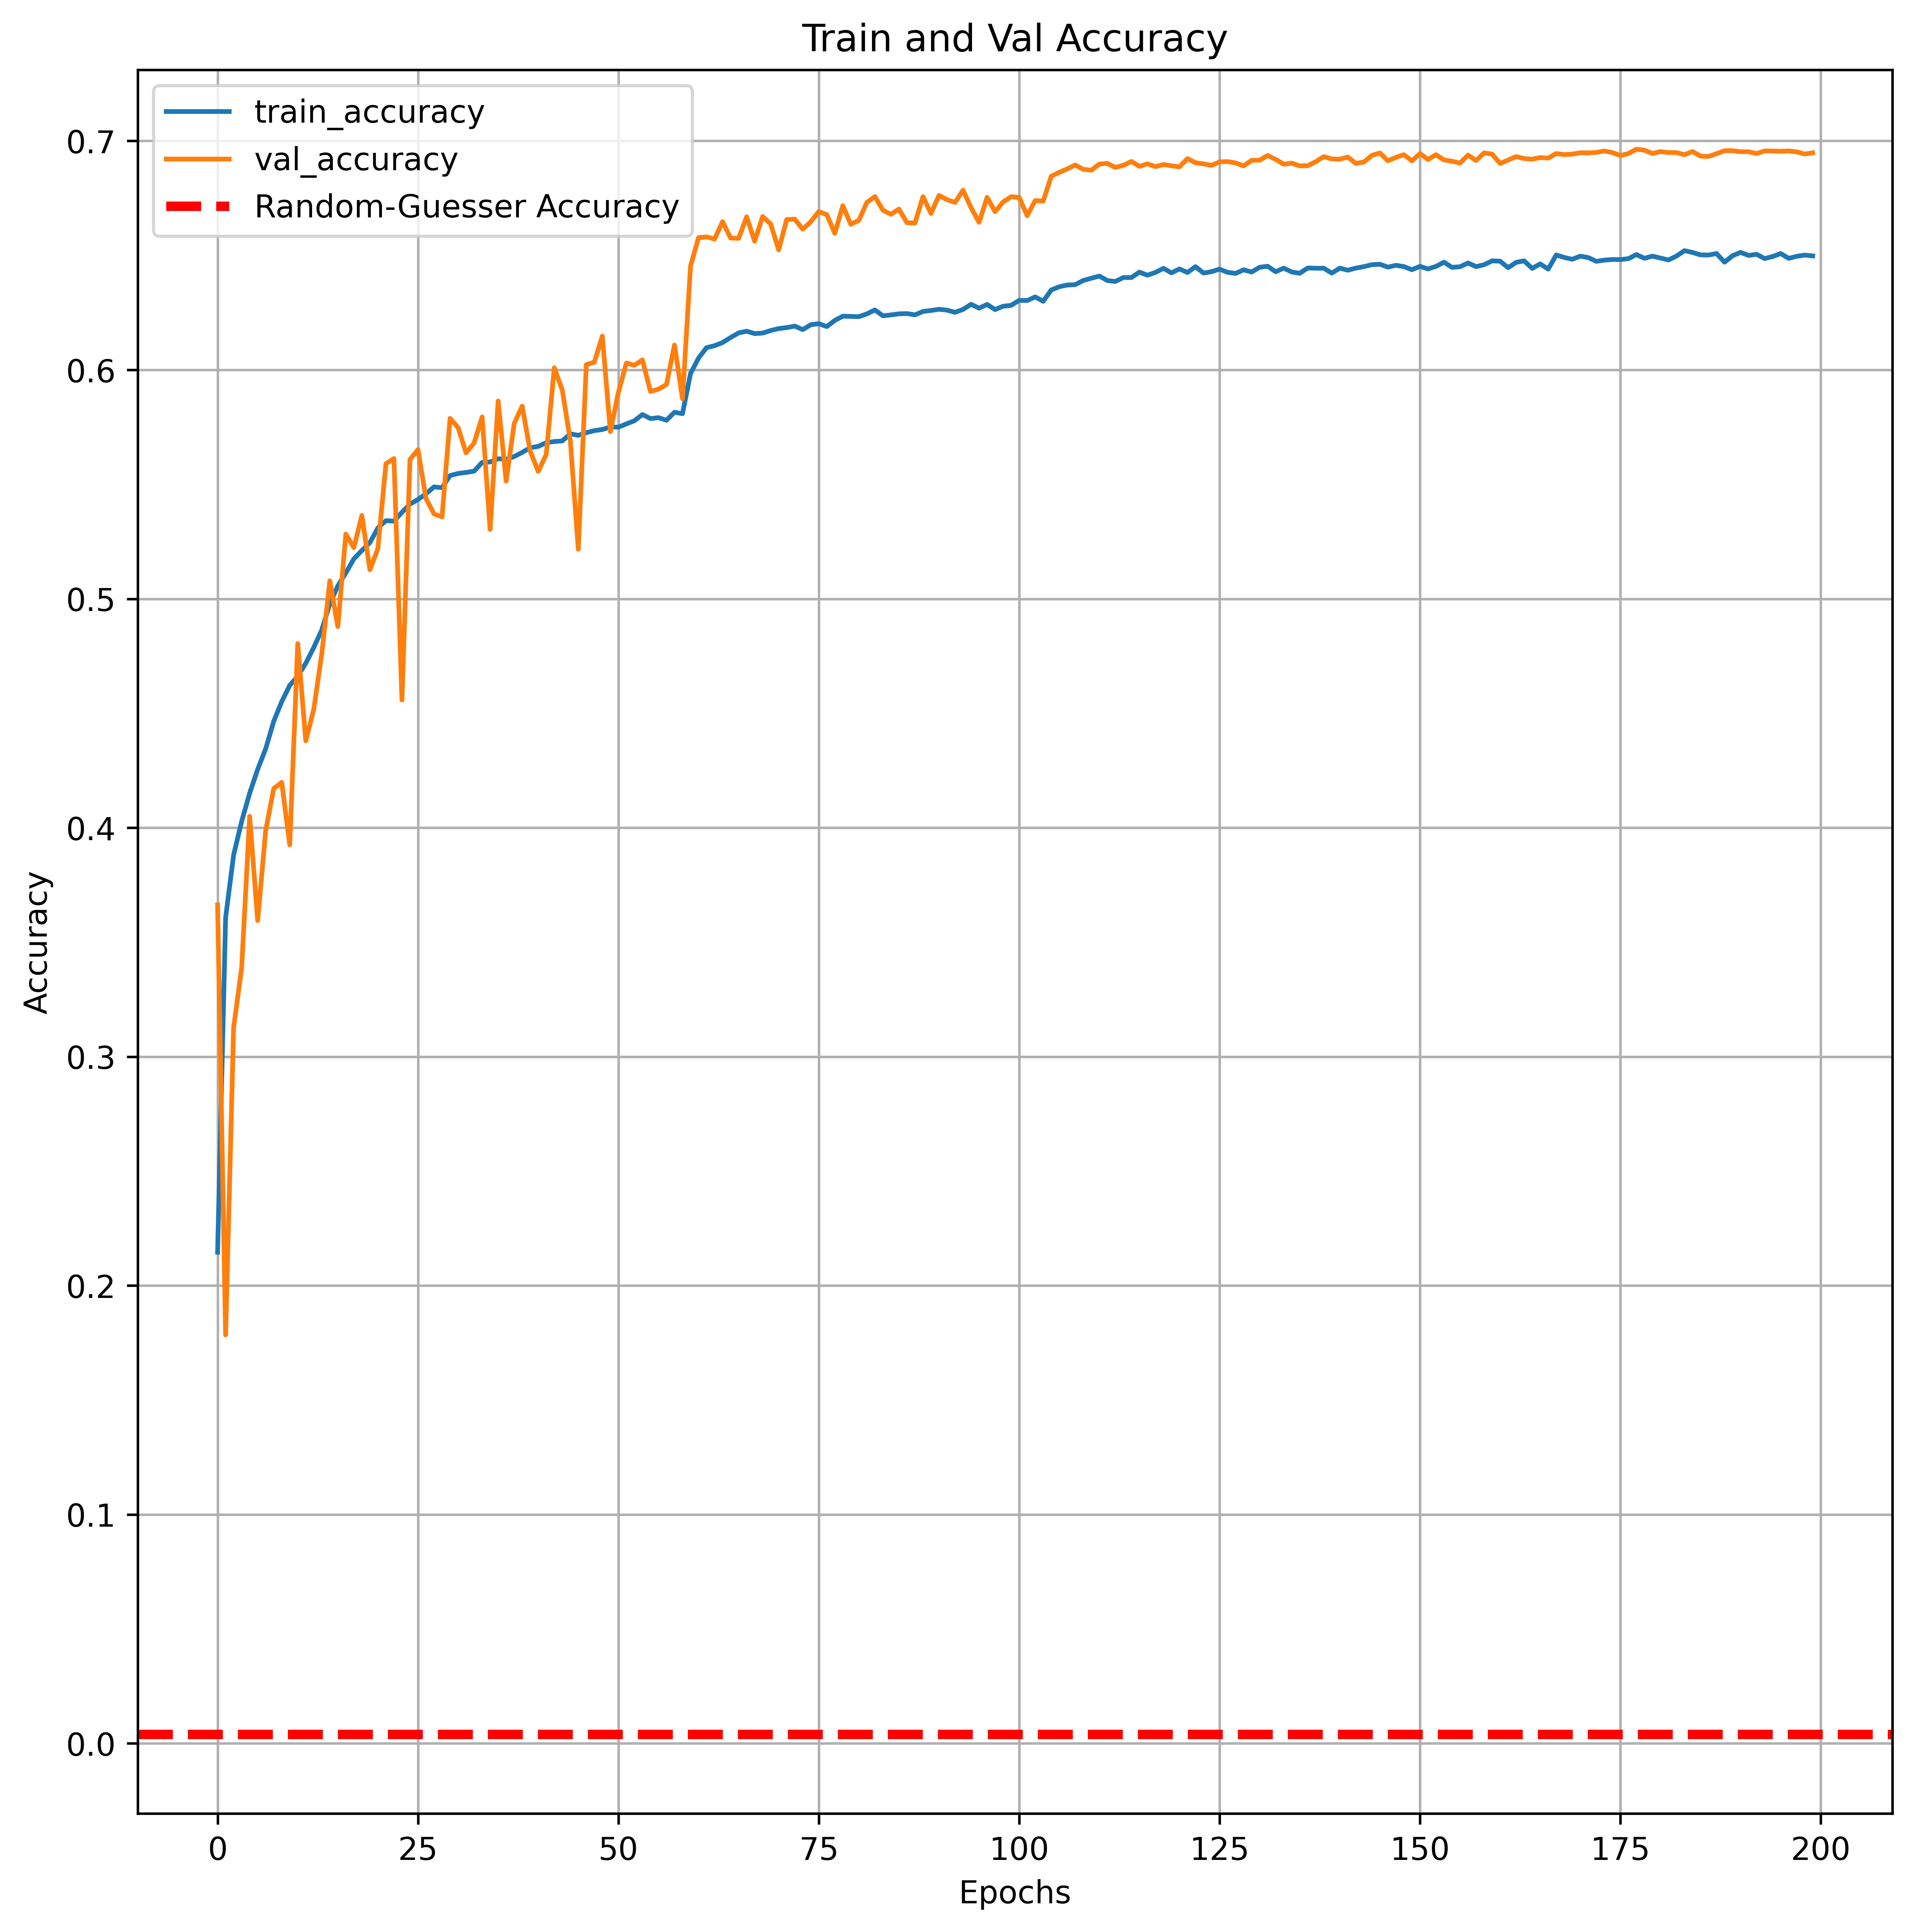 Train and Val Accuracy
train_accuracy
val_accuracy
Random-Guesser Accuracy
0.7
0.6
0.5
0.4
0.3
0.2
0.1
0.0
Accuracy
0 25 50 75 100 125 150 175 200
Epochs